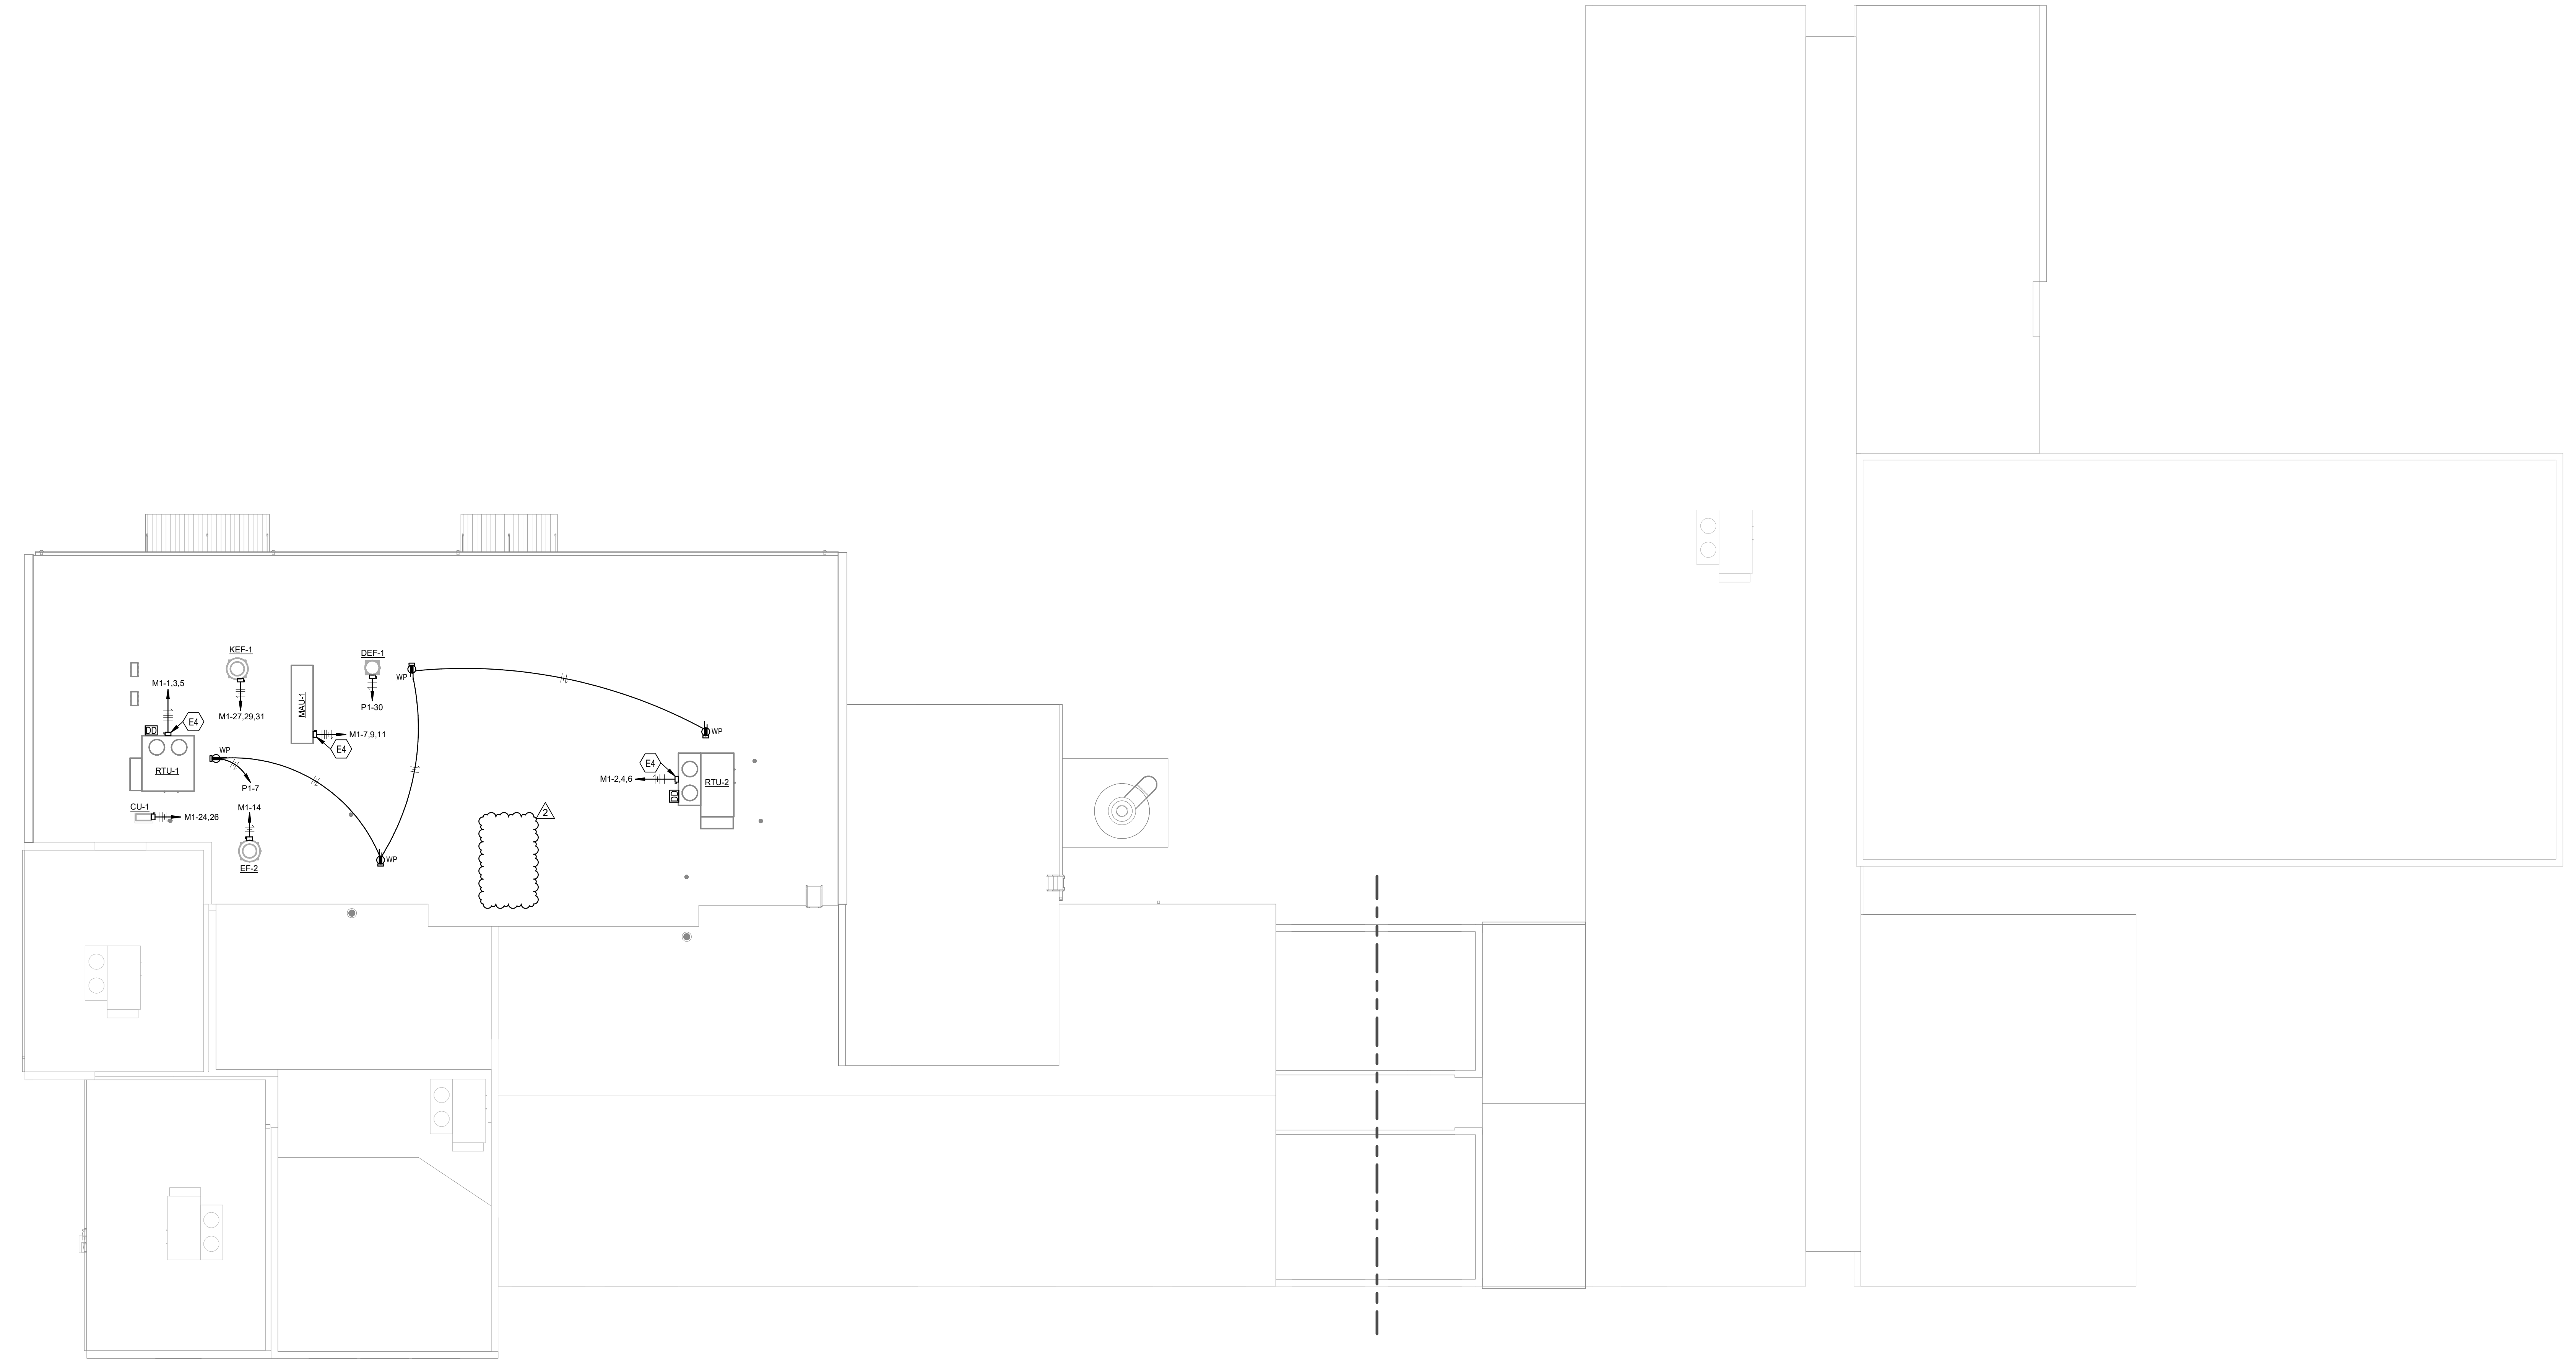 KEF-1
DEF-1
M1-1,3,5
MAU-1
WP
P1-30
M1-27,29,31
E4
DD
M1-7,9,11
WP
E4
WP
E4
RTU-1
M1-2,4,6
RTU-2
P1-7
DD
CU-1
M1-14
2
M1-24,26
WP
EF-2